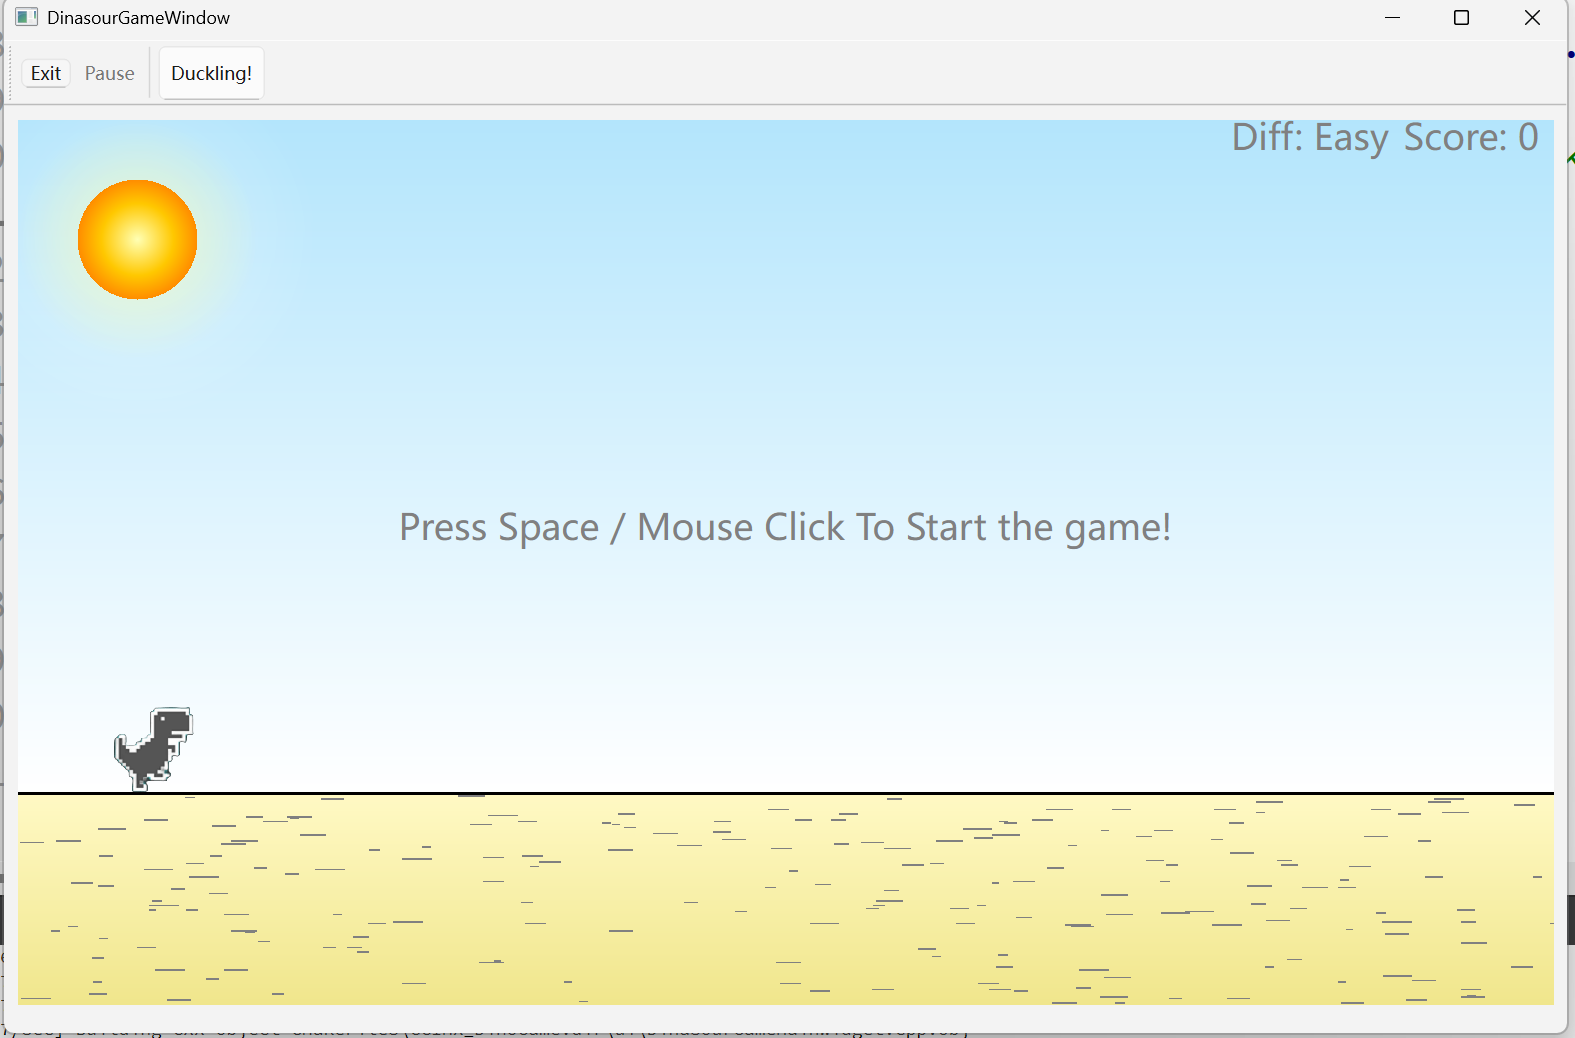 DinasourGameWindow
Exit Pause Duckling!
Diff: Easy Score: 0
Press Space / Mouse Click To Start the game!